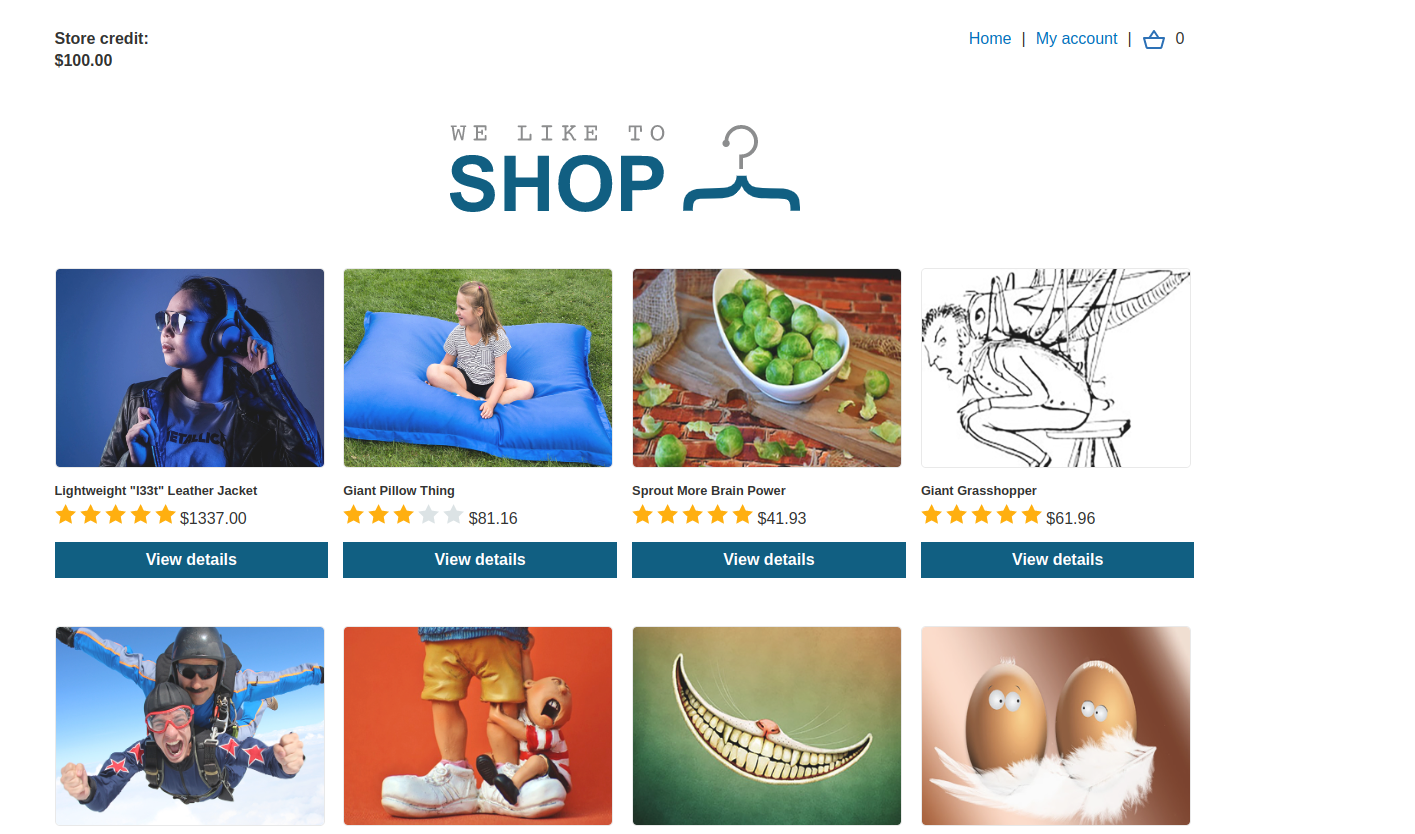 Store credit:
$100.00
Home | My account | 0
WE LIKE TO
SHOP
METALLICA
Lightweight "l33t" Leather Jacket
$1337.00
View details
Giant Pillow Thing
$81.16
View details
Sprout More Brain Power
$41.93
View details
Giant Grasshopper
$61.96
View details